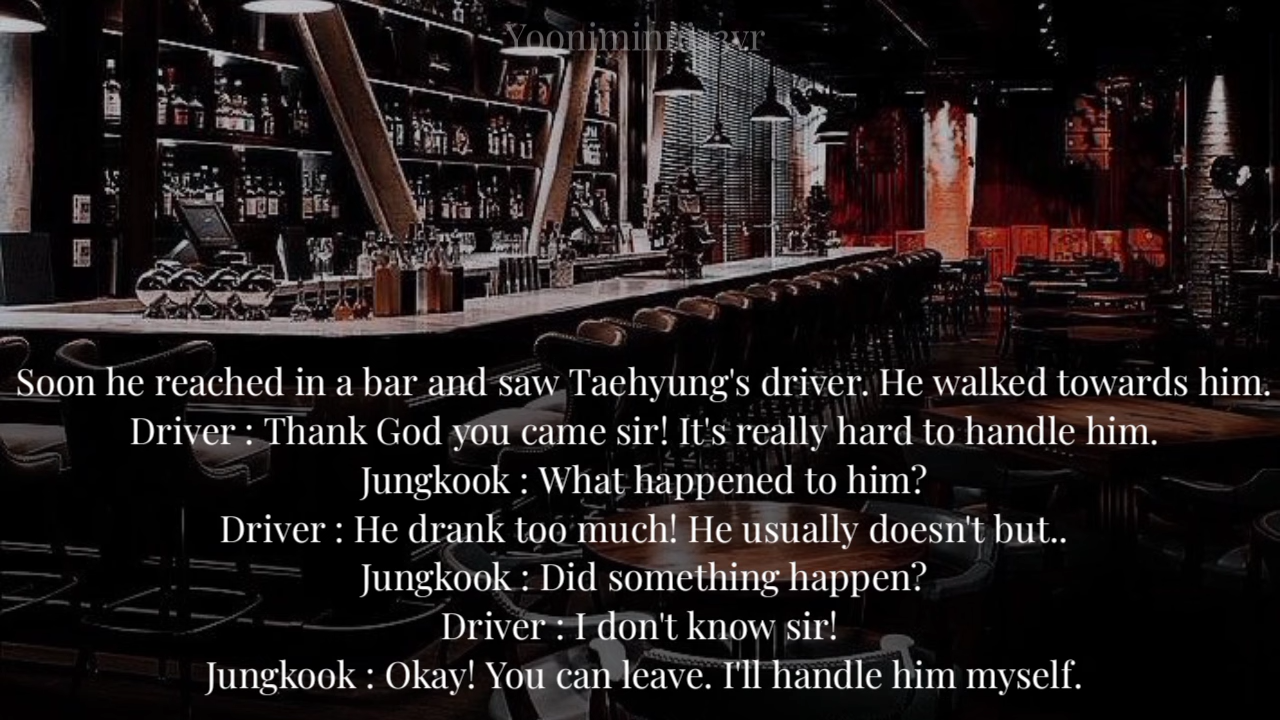 Soon he reached in a bar and saw Taehyung's driver. He walked towards him.
Driver : Thank God you came sir! It's really hard to handle him.
Jungkook : What happened to him?
Driver : He drank too much! He usually doesn't but..
Jungkook : Did something happen?
Driver : I don't know sir!
Jungkook : Okay! You can leave. I'll handle him myself.